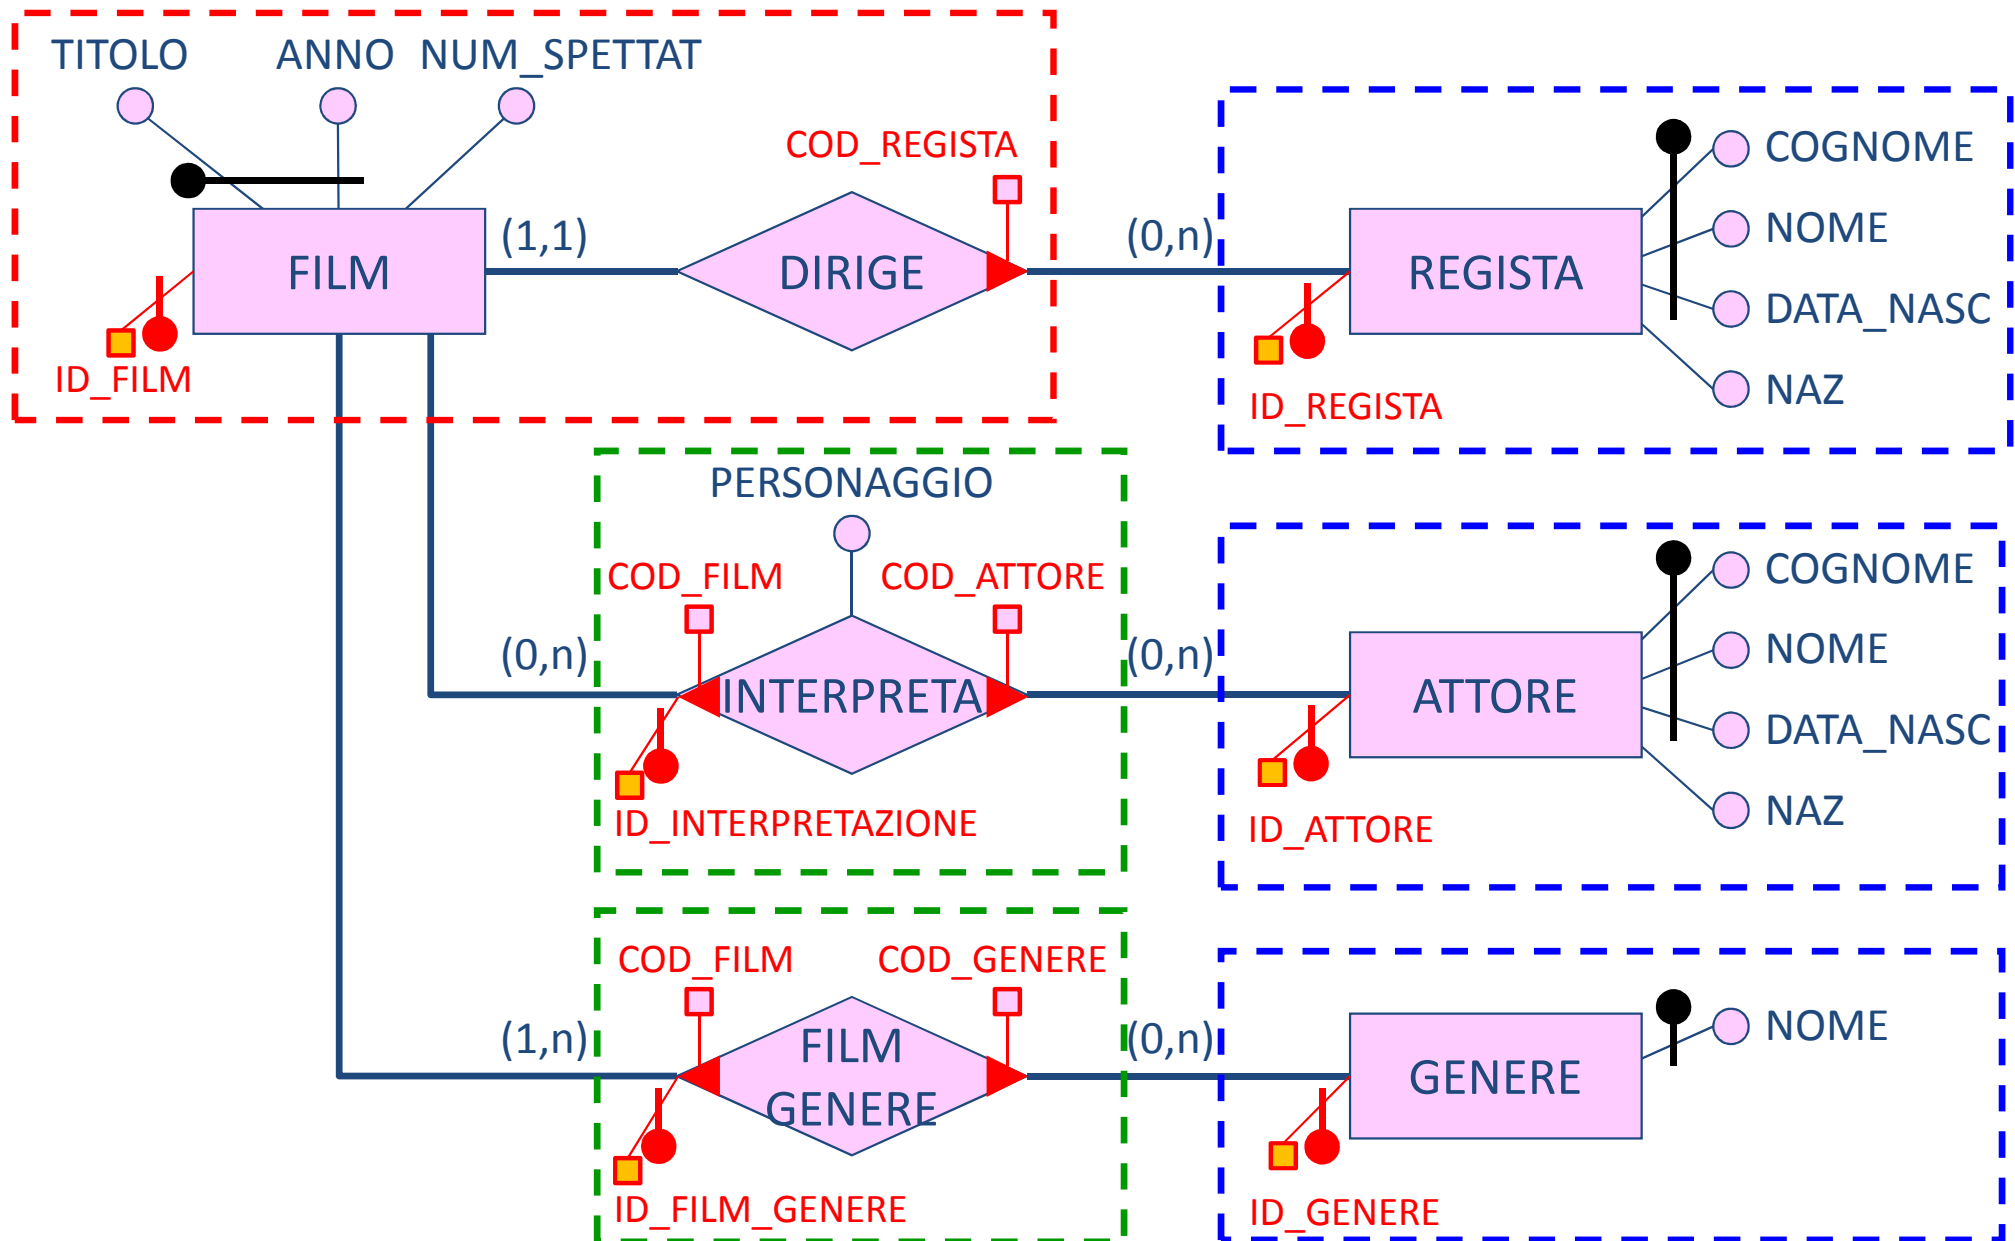 TITOLO ANNO NUM_SPETTAT
COD_REGISTA
(1,1)
(0,n)
FILM
DIRIGE
REGISTA
COGNOME
NOME
DATA_NASC
NAZ
ID_FILM
ID_REGISTA
PERSONAGGIO
COD_FILM
COD_ATTORE
(0,n)
(0,n)
INTERPRETA
ATTORE
COGNOME
NOME
DATA_NASC
NAZ
ID_INTERPRETAZIONE
ID_ATTORE
COD_FILM
COD_GENERE
(1,n)
(0,n)
FILM
GENERE
GENERE
NOME
ID_FILM_GENERE
ID_GENERE